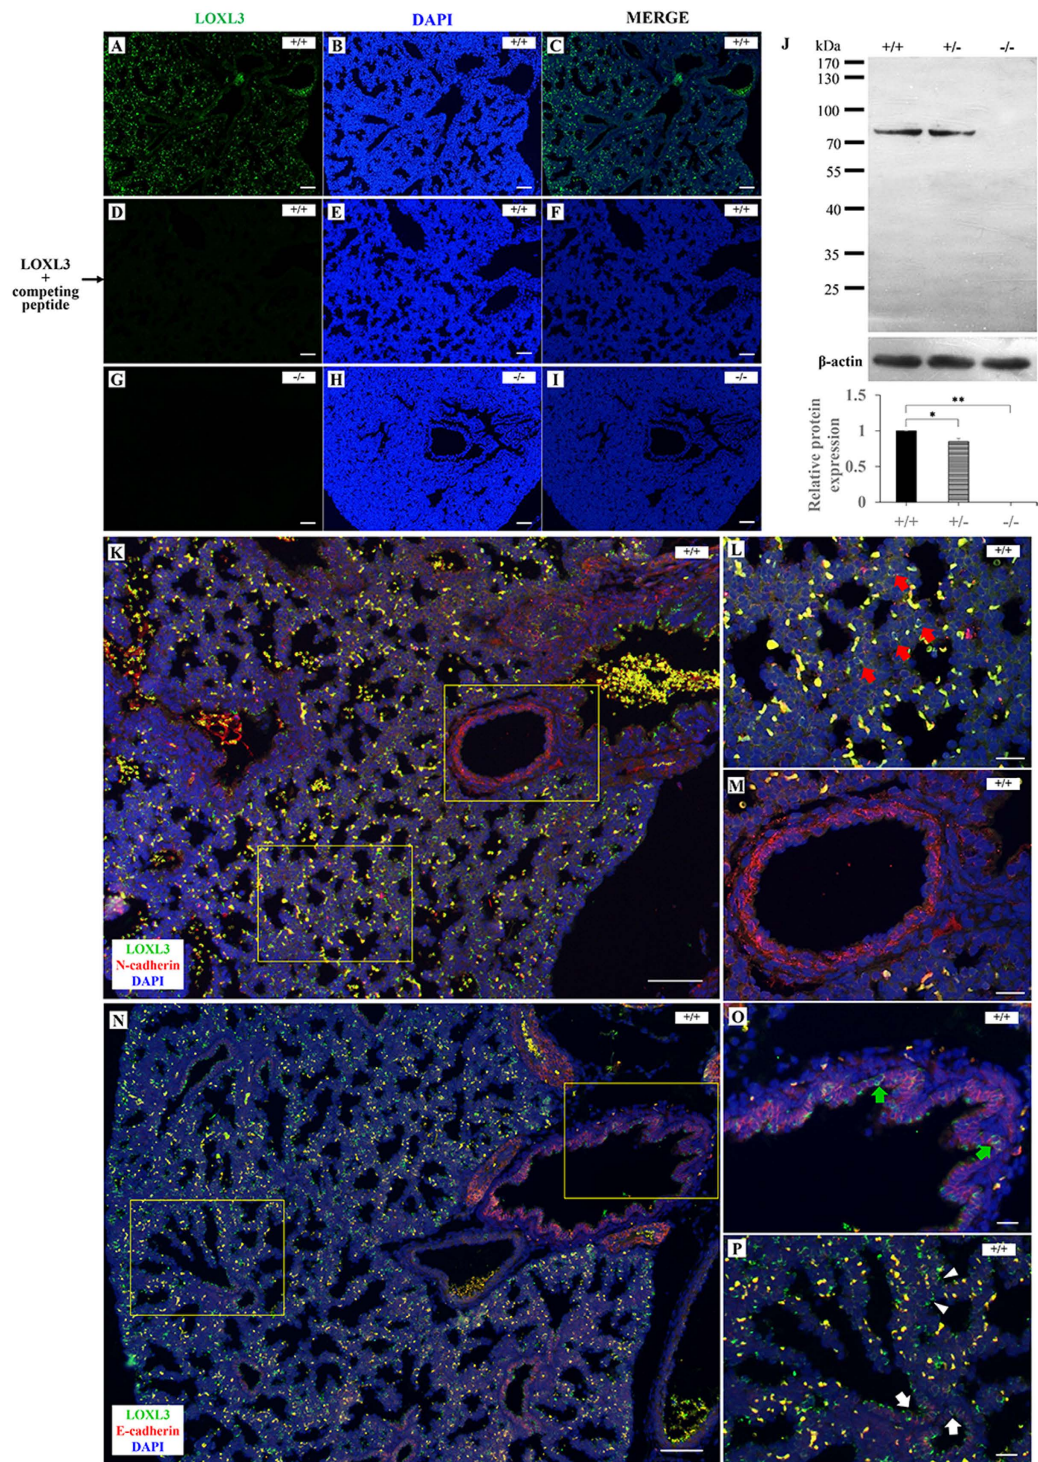 LOXL3 DAPI MERGE
A +/+ B +/+ C +/+
D +/+ E +/+ F +/+
LOXL3
+
competing
peptide
G -/- H -/- I -/-
J kDa +/+ +/- -/-
170
130
100
70
55
40
35
25
β-actin
Relative protein
expression
1.5
1
0.5
0
*
**
+/+ +/- -/-
K +/+
LOXL3
N-cadherin
DAPI
L +/+
M +/+
N +/+
LOXL3
E-cadherin
DAPI
O +/+
P +/+